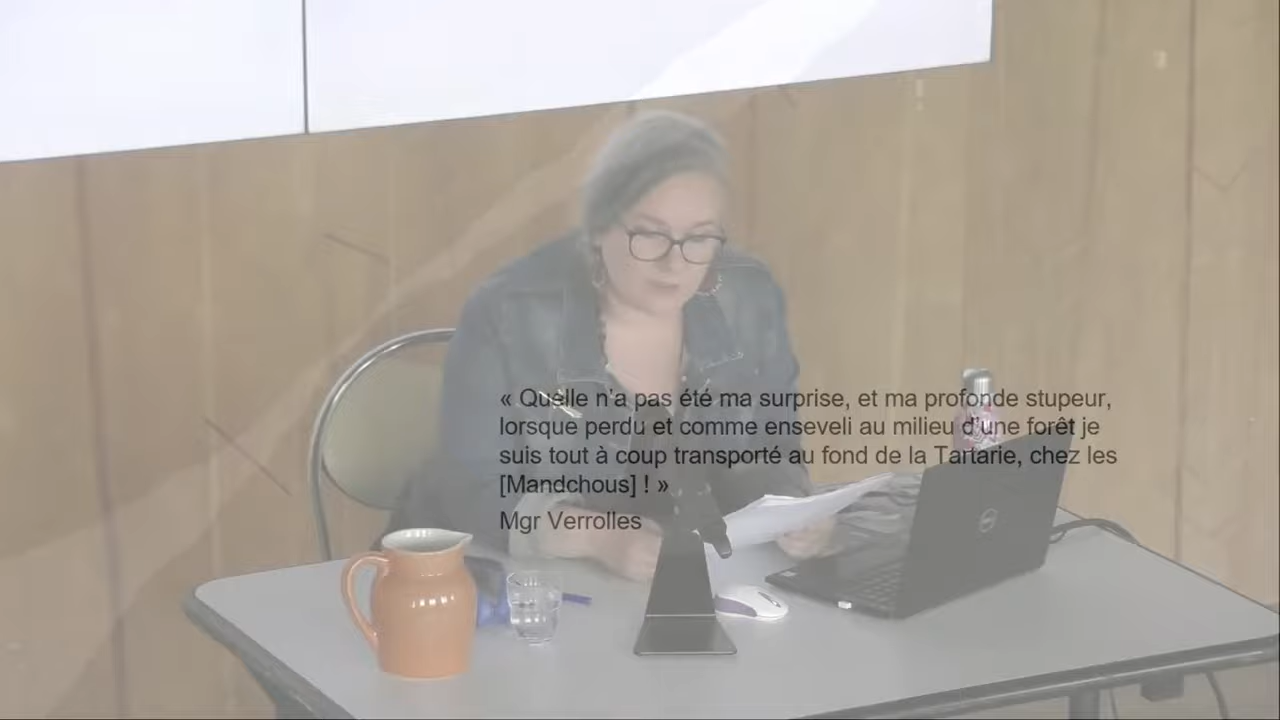 « Quelle n'a pas été ma surprise, et ma profonde stupeur,
lorsque perdu et comme enseveli au milieu d'une forêt je
suis tout à coup transporté au fond de la Tartarie, chez les
[Mandchous] ! »
Mgr Verrolles